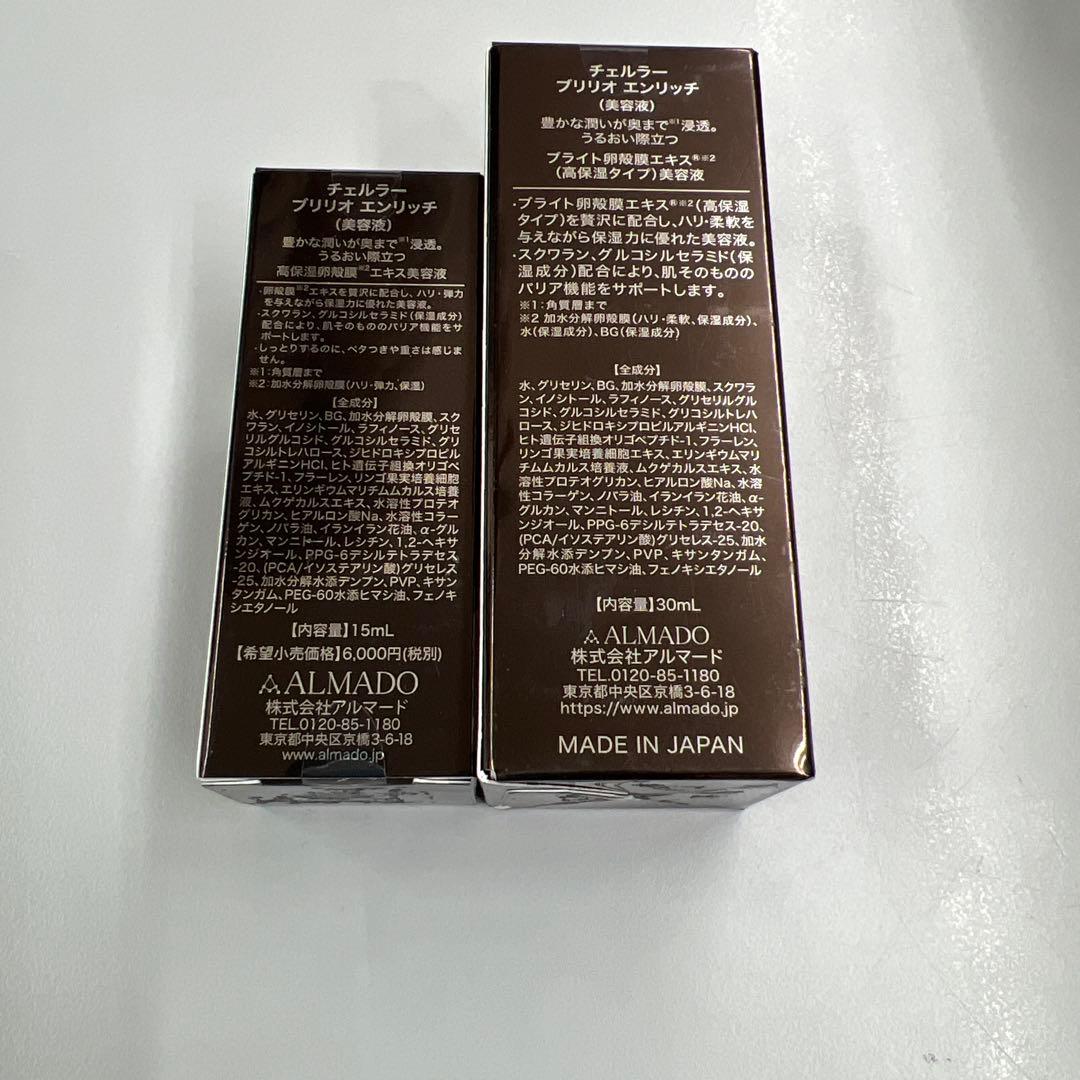 チェルラー
ブリリオ エンリッチ
(美容液)
豊かな潤いが奥まで※1浸透。
うるおい際立つ
高保湿卵殻膜※2エキス美容液
・卵殻膜※2エキスを贅沢に配合し、ハリ・弾力
を与えながら保湿力に優れた美容液。
・スクワラン、グルコシルセラミド(保湿成分)
配合により、肌そのもののバリア機能をサ
ポートします。
・しっとりするのに、ベタつきや重さは感じま
せん。
※1:角質層まで
※2:加水分解卵殻膜(ハリ・弾力、保湿)
【全成分】
水、グリセリン、BG、加水分解卵殻膜、スク
ワラン、イノシトール、ラフィノース、グリセ
リルグルコシド、グルコシルセラミド、グリ
コシルトレハロース、ジヒドロキシプロピル
アルギニンHCl、ヒト遺伝子組換オリゴペ
プチド-1、フラーレン、リンゴ果実培養細胞
エキス、エリンギウムマリチムムカルス培養
液、ムクゲカルスエキス、水溶性プロテオ
グリカン、ヒアルロン酸Na、水溶性コラー
ゲン、ノバラ油、イランイラン花油、α-グル
カン、マンニトール、レシチン、1,2-ヘキサ
ンジオール、PPG-6デシルテトラデセス
-20、(PCA/イソステアリン酸)グリセレス
-25、加水分解水添デンプン、PVP、キサン
タンガム、PEG-60水添ヒマシ油、フェノキ
シエタノール
【内容量】15mL
【希望小売価格】6,000円(税別)
ALMADO
株式会社アルマード
TEL.0120-85-1180
東京都中央区京橋3-6-18
www.almado.jp
チェルラー
ブリリオ エンリッチ
(美容液)
豊かな潤いが奥まで※1浸透。
うるおい際立つ
ブライト卵殻膜エキス®※2
(高保湿タイプ)美容液
・ブライト卵殻膜エキス®※2(高保湿
タイプ)を贅沢に配合し、ハリ・柔軟を
与えながら保湿力に優れた美容液。
・スクワラン、グルコシルセラミド(保
湿成分)配合により、肌そのものの
バリア機能をサポートします。
※1:角質層まで
※2 加水分解卵殻膜(ハリ・柔軟、保湿成分)、
水(保湿成分)、BG(保湿成分)
【全成分】
水、グリセリン、BG、加水分解卵殻膜、スクワラ
ン、イノシトール、ラフィノース、グリセリルグル
コシド、グルコシルセラミド、グリコシルトレハ
ロース、ジヒドロキシプロピルアルギニンHCl、
ヒト遺伝子組換オリゴペプチド-1、フラーレン、
リンゴ果実培養細胞エキス、エリンギウムマリ
チムムカルス培養液、ムクゲカルスエキス、水
溶性プロテオグリカン、ヒアルロン酸Na、水溶
性コラーゲン、ノバラ油、イランイラン花油、α-
グルカン、マンニトール、レシチン、1,2-ヘキサ
ンジオール、PPG-6デシルテトラデセス-20、
(PCA/イソステアリン酸)グリセレス-25、加水
分解水添デンプン、PVP、キサンタンガム、
PEG-60水添ヒマシ油、フェノキシエタノール
【内容量】30mL
ALMADO
株式会社アルマード
TEL.0120-85-1180
東京都中央区京橋3-6-18
https://www.almado.jp
MADE IN JAPAN